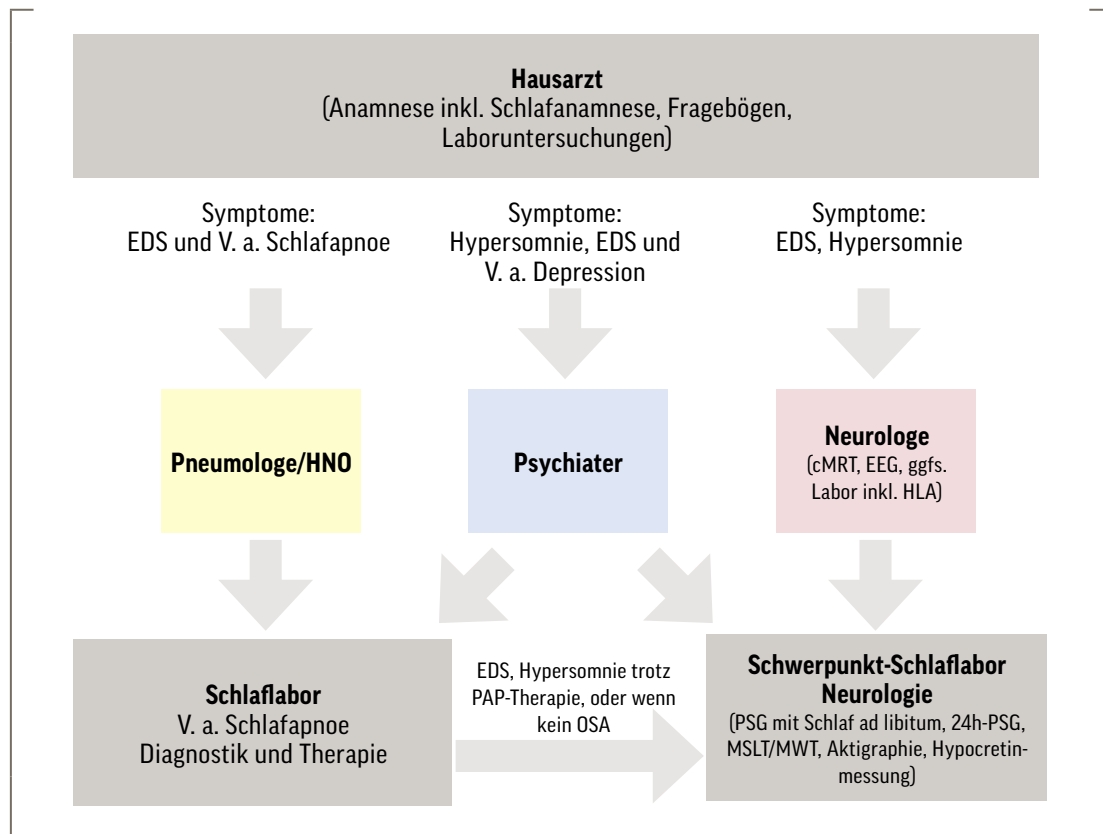 Hausarzt
(Anamnese inkl. Schlafanamnese, Fragebögen,
Laboruntersuchungen)
Symptome:
EDS und V. a. Schlafapnoe
Symptome:
Hypersomnie, EDS und
V. a. Depression
Symptome:
EDS, Hypersomnie
Pneumologe/HNO
Psychiater
Neurologe
(cMRT, EEG, ggfs.
Labor inkl. HLA)
Schlaflabor
V. a. Schlafapnoe
Diagnostik und Therapie
EDS, Hypersomnie trotz
PAP-Therapie, oder wenn
kein OSA
Schwerpunkt-Schlaflabor
Neurologie
(PSG mit Schlaf ad libitum, 24h-PSG,
MSLT/MWT, Aktigraphie, Hypocretin-
messung)